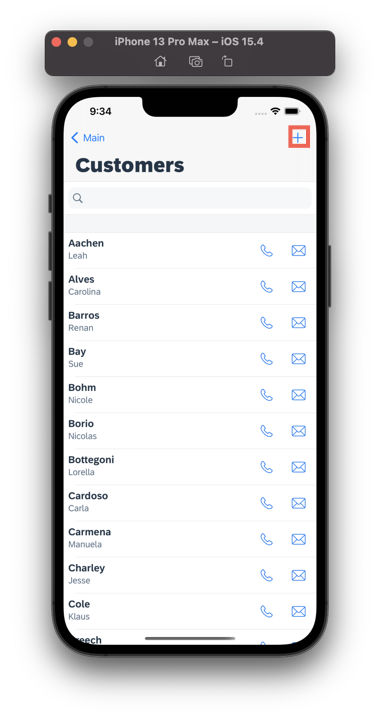 iPhone 13 Pro Max – iOS 15.4
9:34
Main
Customers
Aachen
Leah
Alves
Carolina
Barros
Renan
Bay
Sue
Bohm
Nicole
Borio
Nicolas
Bottegoni
Lorella
Cardoso
Carla
Carmena
Manuela
Charley
Jesse
Cole
Klaus